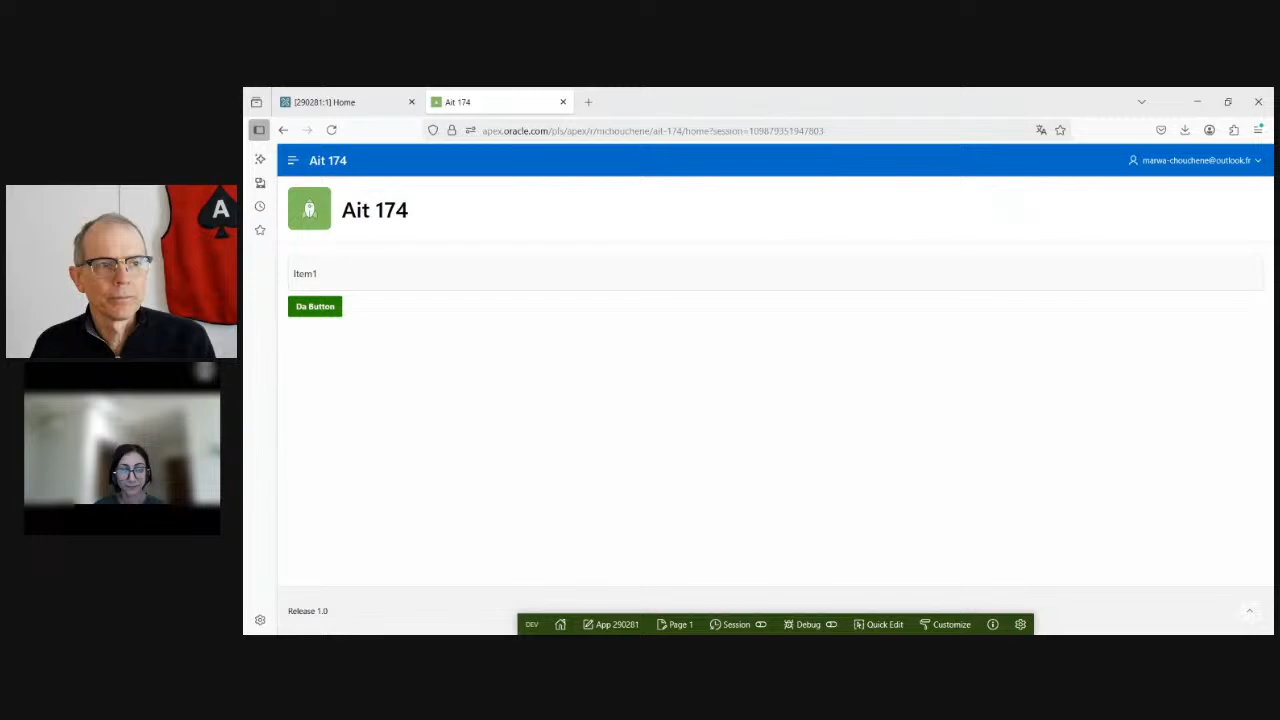 A
[290281:1] Home
Ait 174
apex.oracle.com/pls/apex/r/mchouchene/ait-174/home?session=109879351947803
Ait 174
marwa-chouchene@outlook.fr
Ait 174
Item1
Da Button
Release 1.0
DEV
App 290281
Page 1
Session
Debug
Quick Edit
Customize